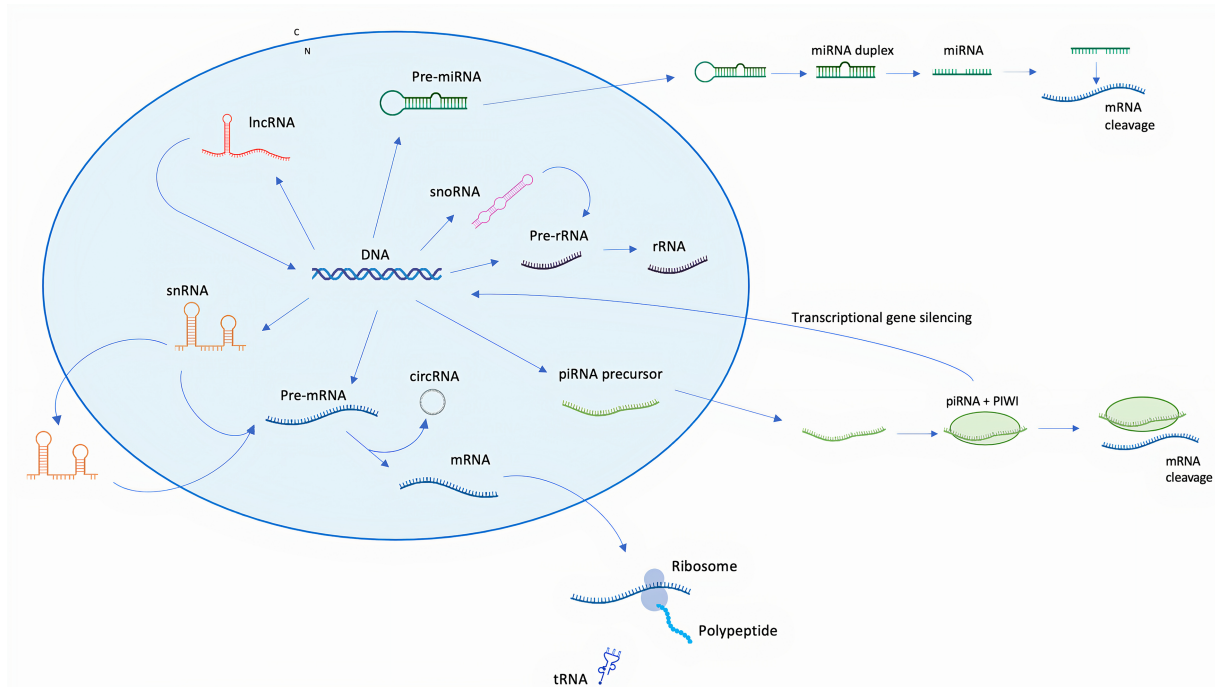 C
N
Pre-miRNA
miRNA duplex
miRNA
mRNA
cleavage
lncRNA
snoRNA
Pre-rRNA
rRNA
DNA
snRNA
Transcriptional gene silencing
Pre-mRNA
circRNA
piRNA precursor
piRNA + PIWI
mRNA
mRNA
cleavage
Ribosome
Polypeptide
tRNA